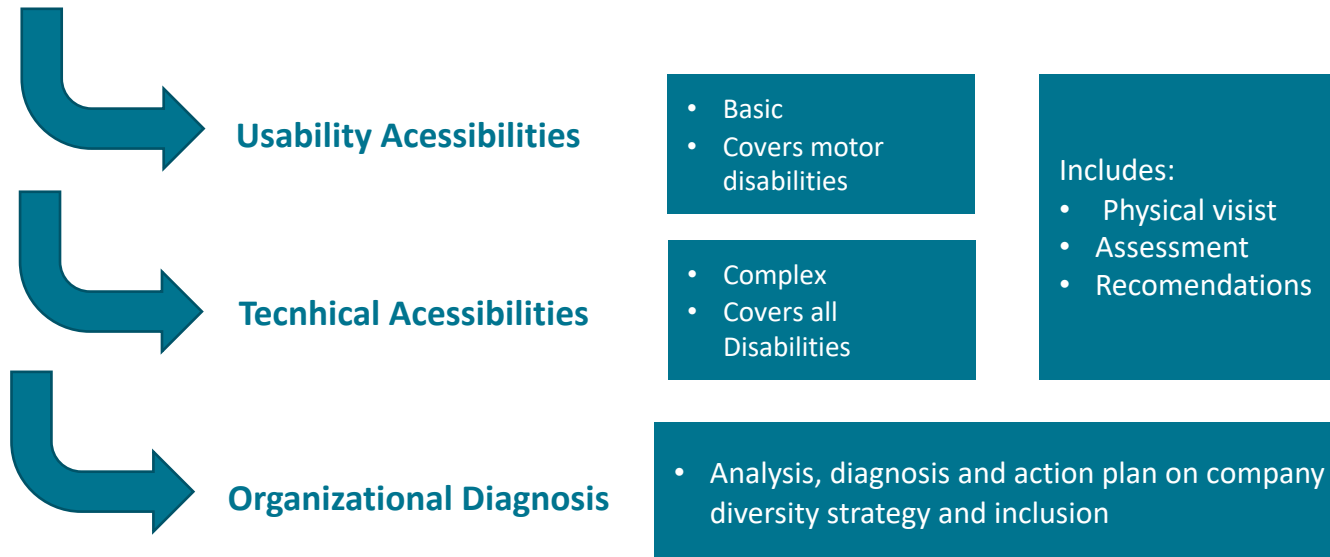 Usability Acessibilities
• Basic
• Covers motor
disabilities
Tecnhical Acessibilities
• Complex
• Covers all
Disabilities
Includes:
• Physical visist
• Assessment
• Recomendations
Organizational Diagnosis
• Analysis, diagnosis and action plan on company
diversity strategy and inclusion